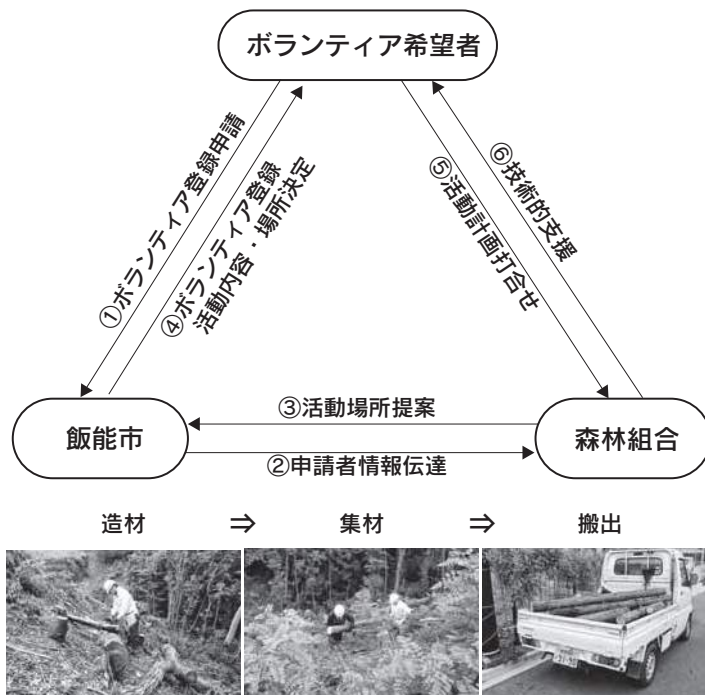 ボランティア希望者
①ボランティア登録申請
④ボランティア登録
活動内容・場所決定
⑤活動計画打合せ
⑥技術的支援
飯能市
③活動場所提案
②申請者情報伝達
森林組合
造材 ⇒ 集材 ⇒ 搬出